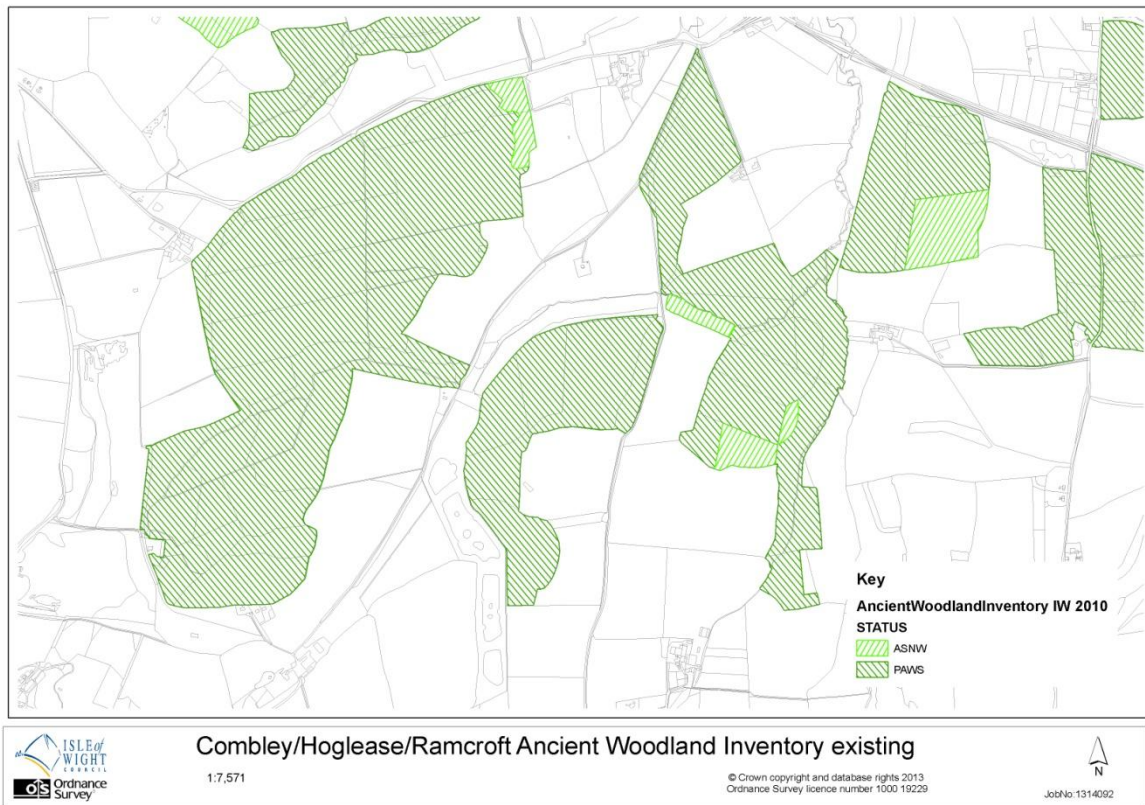 Key
AncientWoodlandInventory IW 2010
STATUS
ASNW
PAWS
ISLE of
WIGHT
COUNCIL
Ordnance
Survey
Combley/Hoglease/Ramcroft Ancient Woodland Inventory existing
1:7,571
© Crown copyright and database rights 2013
Ordnance Survey licence number 1000 19229
N
JobNo:1314092